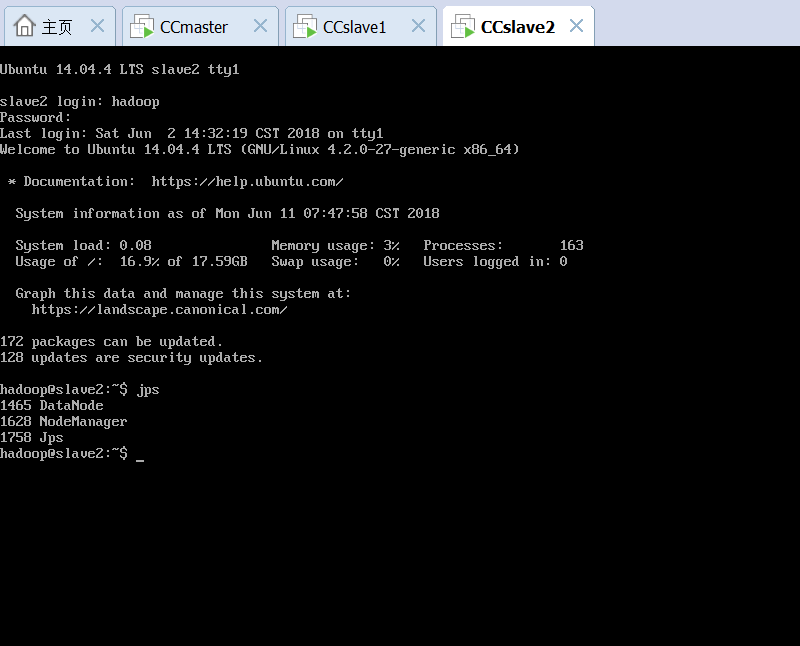 主页 CCmaster CCslave1 CCslave2
Ubuntu 14.04.4 LTS slave2 tty1
slave2 login: hadoop
Password:
Last login: Sat Jun  2 14:32:19 CST 2018 on tty1
Welcome to Ubuntu 14.04.4 LTS (GNU/Linux 4.2.0-27-generic x86_64)
* Documentation:  https://help.ubuntu.com/
System information as of Mon Jun 11 07:47:58 CST 2018
System load: 0.08 Memory usage: 3% Processes: 163
Usage of /: 16.9% of 17.59GB Swap usage: 0% Users logged in: 0
Graph this data and manage this system at:
https://landscape.canonical.com/
172 packages can be updated.
128 updates are security updates.
hadoop@slave2:~$ jps
1465 DataNode
1628 NodeManager
1758 Jps
hadoop@slave2:~$ _